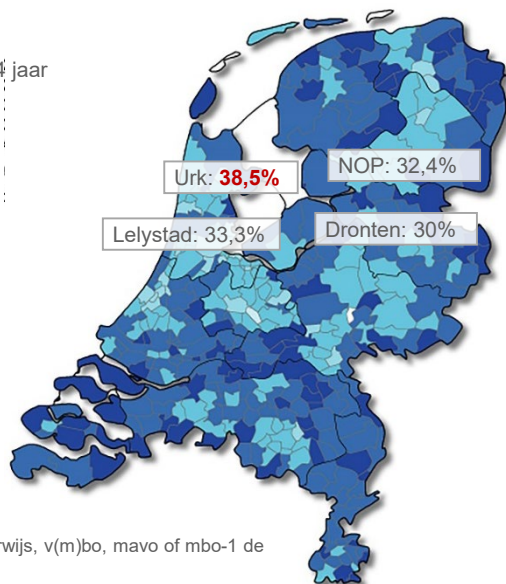 jaar
Urk: 38,5%
NOP: 32,4%
Lelystad: 33,3%
Dronten: 30%
v(m)bo, mavo of mbo-1 de